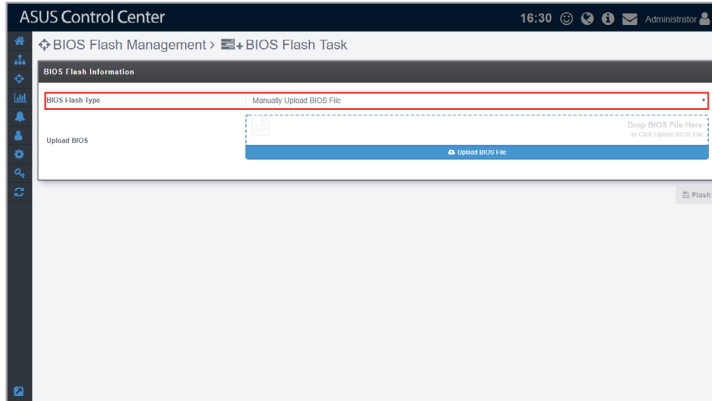 ASUS Control Center
16:30
Administrator
BIOS Flash Management > BIOS Flash Task
BIOS Flash Information
BIOS Flash Type
Manually Upload BIOS File
Upload BIOS
Drop BIOS File Here
or Click Upload BIOS File
Upload BIOS File
Flash